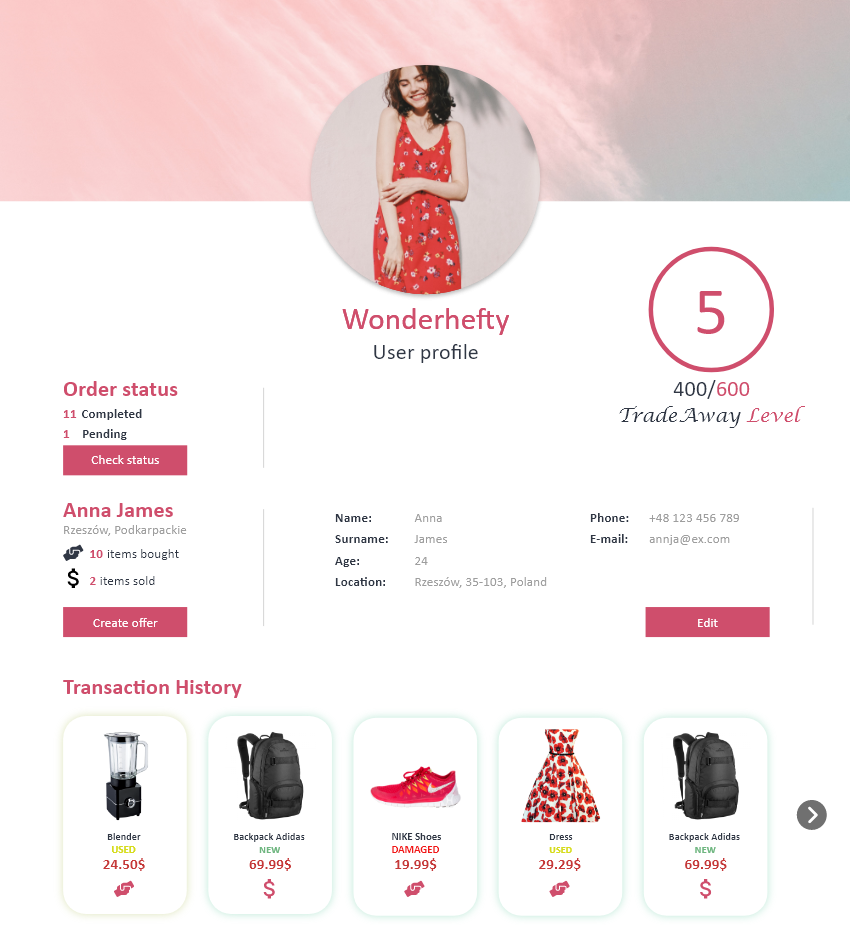 Wonderhefty
User profile
5
400/600
TradeAway Level
Order status
11 Completed
1 Pending
Check status
Anna James
Rzeszów, Podkarpackie
10 items bought
2 items sold
Create offer
Name: Anna
Surname: James
Age: 24
Location: Rzeszów, 35-103, Poland
Phone: +48 123 456 789
E-mail: annja@ex.com
Edit
Transaction History
Blender
USED
24.50$
Backpack Adidas
NEW
69.99$
$
NIKE Shoes
DAMAGED
19.99$
Dress
USED
29.29$
Backpack Adidas
NEW
69.99$
$